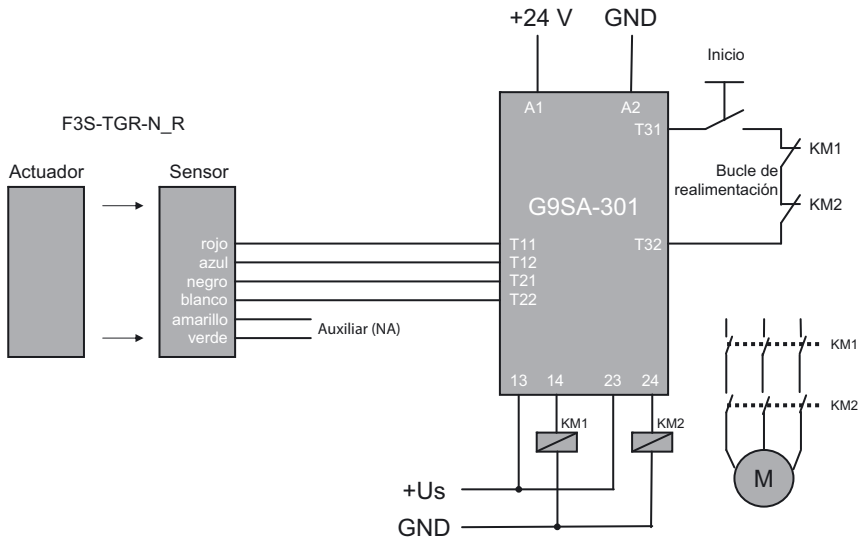 +24 V GND
Inicio
F3S-TGR-N_R
A1 A2
T31
Actuador Sensor
KM1
Bucle de
realimentación
KM2
G9SA-301
rojo T11 T32
azul T12
negro T21
blanco T22
amarillo
Auxiliar (NA)
verde
KM1
13 14 23 24
KM1 KM2
KM2
M
+Us
GND